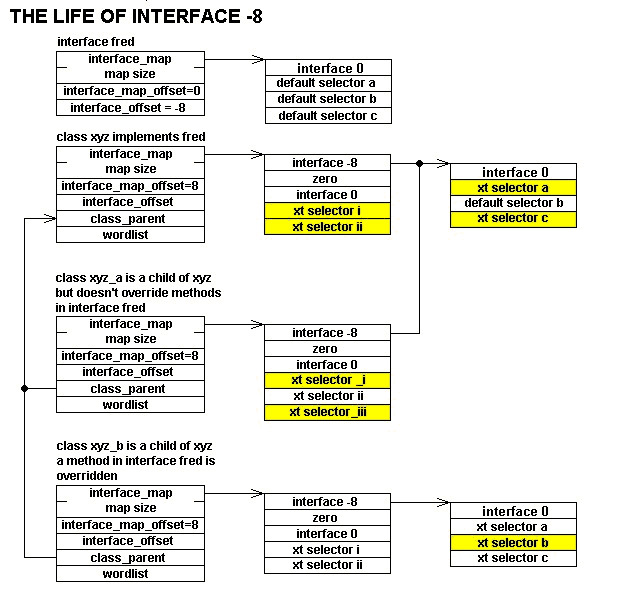 THE LIFE OF INTERFACE -8
interface fred
interface_map
map size
interface_map_offset=0
interface_offset = -8
interface 0
default selector a
default selector b
default selector c
class xyz implements fred
interface_map
map size
interface_map_offset=8
interface_offset
class_parent
wordlist
interface -8
zero
interface 0
xt selector i
xt selector ii
interface 0
xt selector a
default selector b
xt selector c
class xyz_a is a child of xyz
but doesn't override methods
in interface fred
interface_map
map size
interface_map_offset=8
interface_offset
class_parent
wordlist
interface -8
zero
interface 0
xt selector _i
xt selector ii
xt selector_iii
class xyz_b is a child of xyz
a method in interface fred is
overridden
interface_map
map size
interface_map_offset=8
interface_offset
class_parent
wordlist
interface -8
zero
interface 0
xt selector i
xt selector ii
interface 0
xt selector a
xt selector b
xt selector c